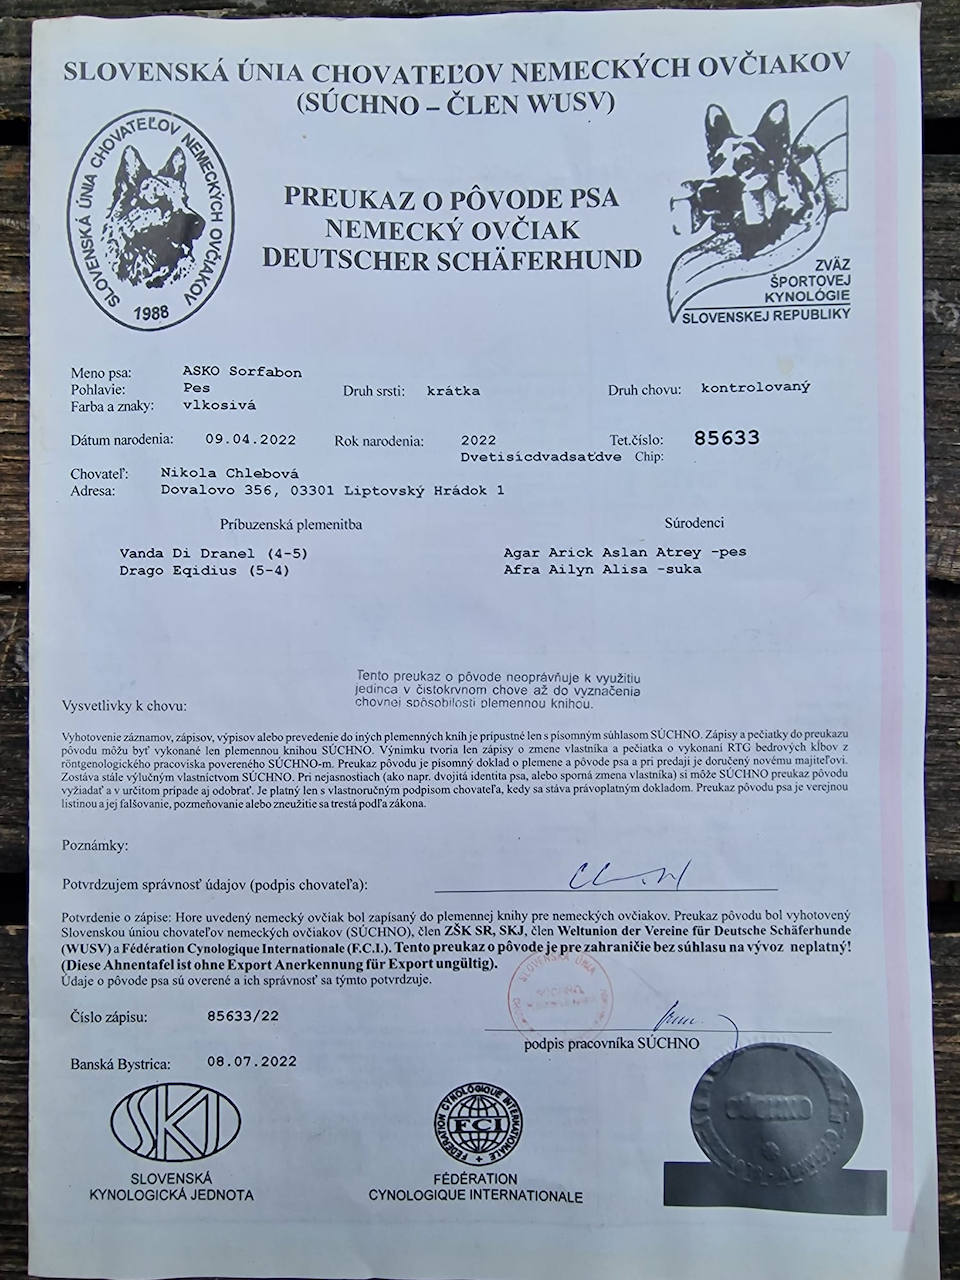 SLOVENSKÁ ÚNIA CHOVATEĽOV NEMECKÝCH OVČIAKOV
(SÚCHNO – ČLEN WUSV)
SLOVENSKÁ ÚNIA CHOVATEĽOV NEMECKÝCH OVČIAKOV
1988
PREUKAZ O PÔVODE PSA
NEMECKÝ OVČIAK
DEUTSCHER SCHÄFERHUND
ZVÄZ
ŠPORTOVEJ
KYNOLÓGIE
SLOVENSKEJ REPUBLIKY
Meno psa: ASKO Sorfabon
Pohlavie: Pes Druh srsti: krátka Druh chovu: kontrolovaný
Farba a znaky: vlkosivá
Dátum narodenia: 09.04.2022 Rok narodenia: 2022 Tet.číslo: 85633
Dvetisícdvadsaťdve Chip:
Chovateľ: Nikola Chlebová
Adresa: Dovalovo 356, 03301 Liptovský Hrádok 1
Príbuzenská plemenitba Súrodenci
Vanda Di Dranel (4-5) Agar Arick Aslan Atrey -pes
Drago Eqidius (5-4) Afra Ailyn Alisa -suka
Tento preukaz o pôvode neoprávňuje k využitiu
jedinca v čistokrvnom chove až do vyznačenia
chovnej spôsobilosti plemennou knihou.
Vysvetlivky k chovu:
Vyhotovenie záznamov, zápisov, výpisov alebo prevedenie do iných plemenných kníh je prípustné len s písomným súhlasom SÚCHNO. Zápisy a pečiatky do preukazu
pôvodu môžu byť vykonané len plemennou knihou SÚCHNO. Výnimku tvoria len zápisy o zmene vlastníka a pečiatka o vykonaní RTG bedrových kĺbov z
röntgenologického pracoviska povereného SÚCHNO-m. Preukaz pôvodu je písomný doklad o plemene a pôvode psa a pri predaji je doručený novému majiteľovi.
Zostáva stále výlučným vlastníctvom SÚCHNO. Pri nejasnostiach (ako napr. dvojitá identita psa, alebo sporná zmena vlastníka) si môže SÚCHNO preukaz pôvodu
vyžiadať a v určitom prípade aj odobrať. Je platný len s vlastnoručným podpisom chovateľa, kedy sa stáva právoplatným dokladom. Preukaz pôvodu psa je verejnou
listinou a jej falšovanie, pozmeňovanie alebo zneužitie sa trestá podľa zákona.
Poznámky:
Potvrdzujem správnosť údajov (podpis chovateľa):
Potvrdenie o zápise: Hore uvedený nemecký ovčiak bol zapísaný do plemennej knihy pre nemeckých ovčiakov. Preukaz pôvodu bol vyhotovený
Slovenskou úniou chovateľov nemeckých ovčiakov (SÚCHNO), člen ZŠK SR, SKJ, člen Weltunion der Vereine für Deutsche Schäferhunde
(WUSV) a Fédération Cynologique Internationale (F.C.I.). Tento preukaz o pôvode je pre zahraničie bez súhlasu na vývoz neplatný!
(Diese Ahnentafel ist ohne Export Anerkennung für Export ungültig).
Údaje o pôvode psa sú overené a ich správnosť sa týmto potvrdzuje.
SLOVENSKÁ ÚNIA
Číslo zápisu: 85633/22
podpis pracovníka SÚCHNO
Banská Bystrica: 08.07.2022
SKJ
SLOVENSKÁ
KYNOLOGICKÁ JEDNOTA
FÉDÉRATION CYNOLOGIQUE INTERNATIONALE
FCI
FÉDÉRATION
CYNOLOGIQUE INTERNATIONALE
SÚCHNO